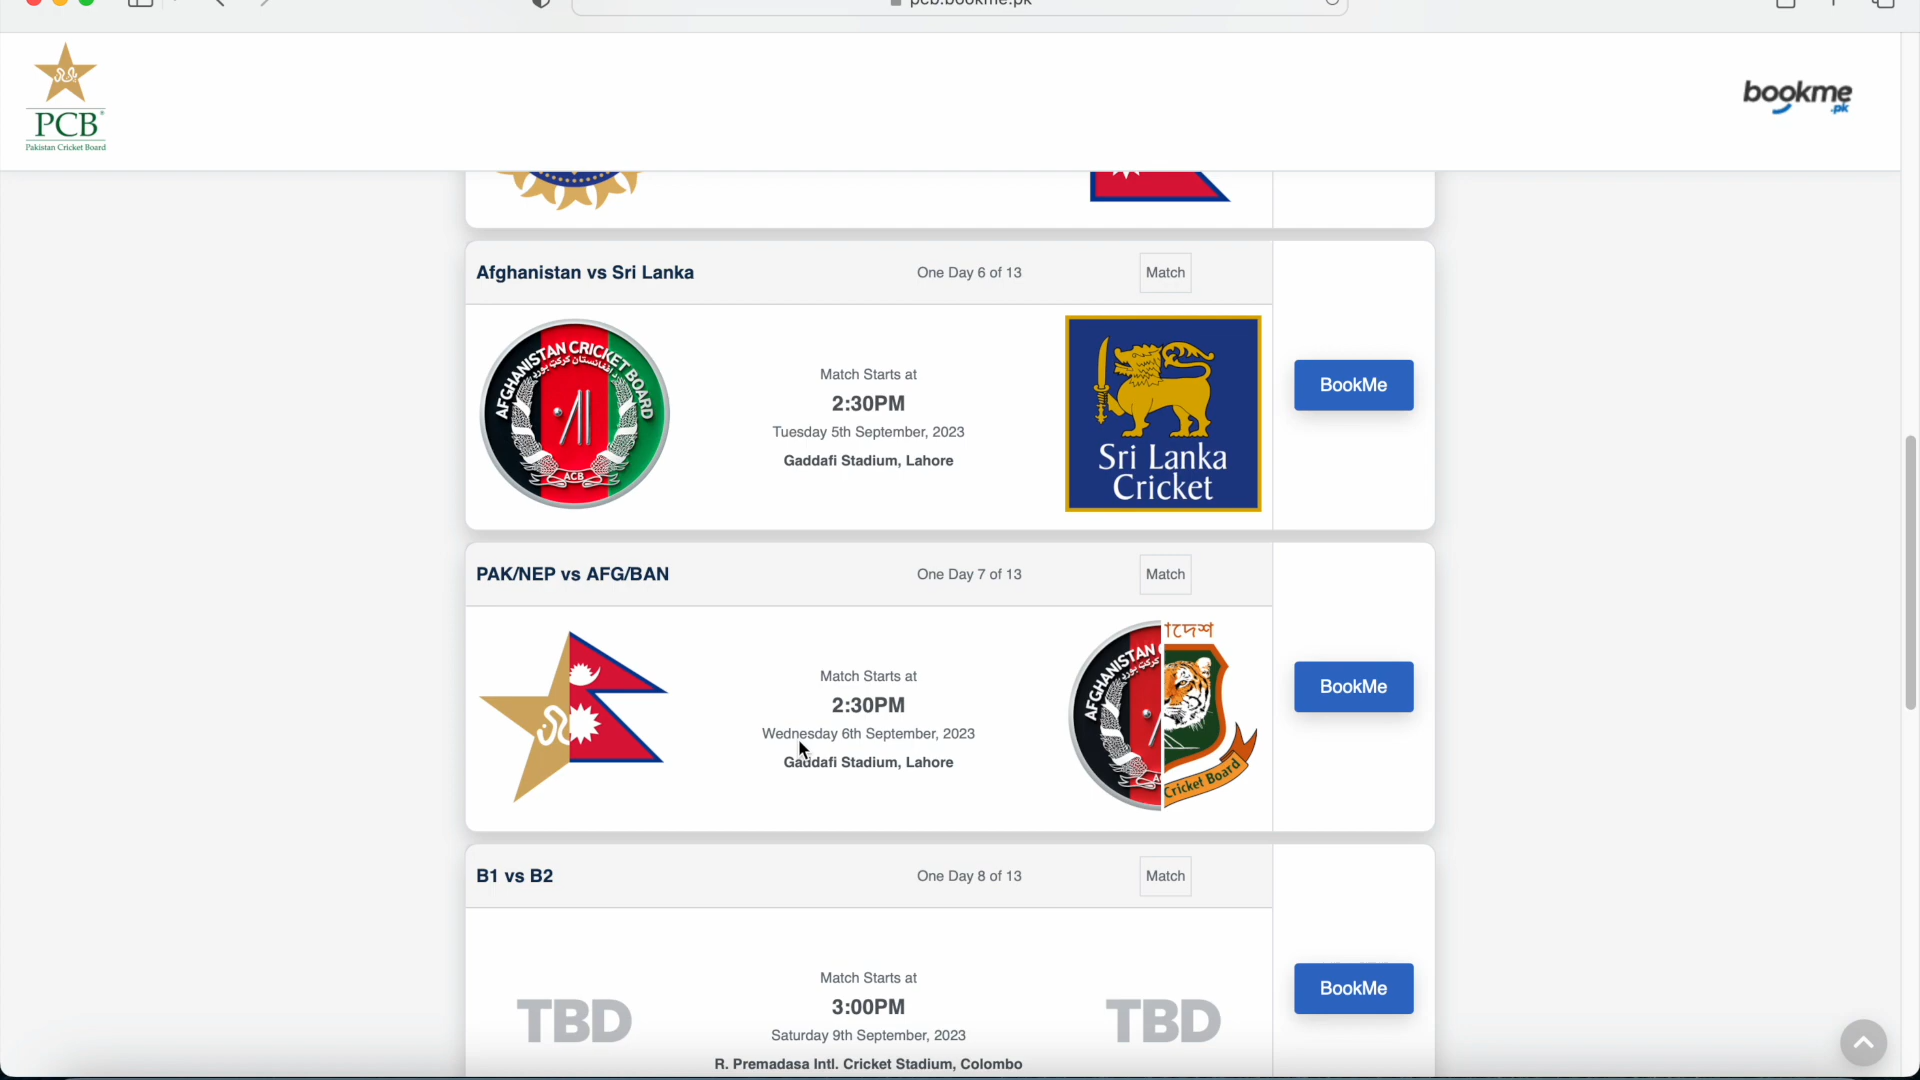 pcb.bookme.pk
PCB
Pakistan Cricket Board
bookme
.pk
Afghanistan vs Sri Lanka
One Day 6 of 13
Match
AFGHANISTAN CRICKET BOARD
ACB
Match Starts at
2:30PM
Tuesday 5th September, 2023
Gaddafi Stadium, Lahore
Sri Lanka
Cricket
BookMe
PAK/NEP vs AFG/BAN
One Day 7 of 13
Match
Match Starts at
2:30PM
Wednesday 6th September, 2023
Gaddafi Stadium, Lahore
AFGHANISTAN
াদেশ
Cricket Board
BookMe
B1 vs B2
One Day 8 of 13
Match
TBD
Match Starts at
3:00PM
Saturday 9th September, 2023
R. Premadasa Intl. Cricket Stadium, Colombo
TBD
BookMe